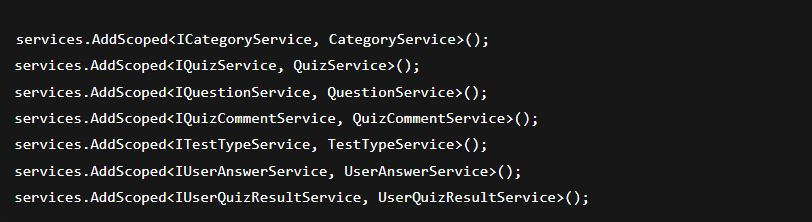 services.AddScoped<ICategoryService, CategoryService>();
services.AddScoped<IQuizService, QuizService>();
services.AddScoped<IQuestionService, QuestionService>();
services.AddScoped<IQuizCommentService, QuizCommentService>();
services.AddScoped<ITestTypeService, TestTypeService>();
services.AddScoped<IUserAnswerService, UserAnswerService>();
services.AddScoped<IUserQuizResultService, UserQuizResultService>();